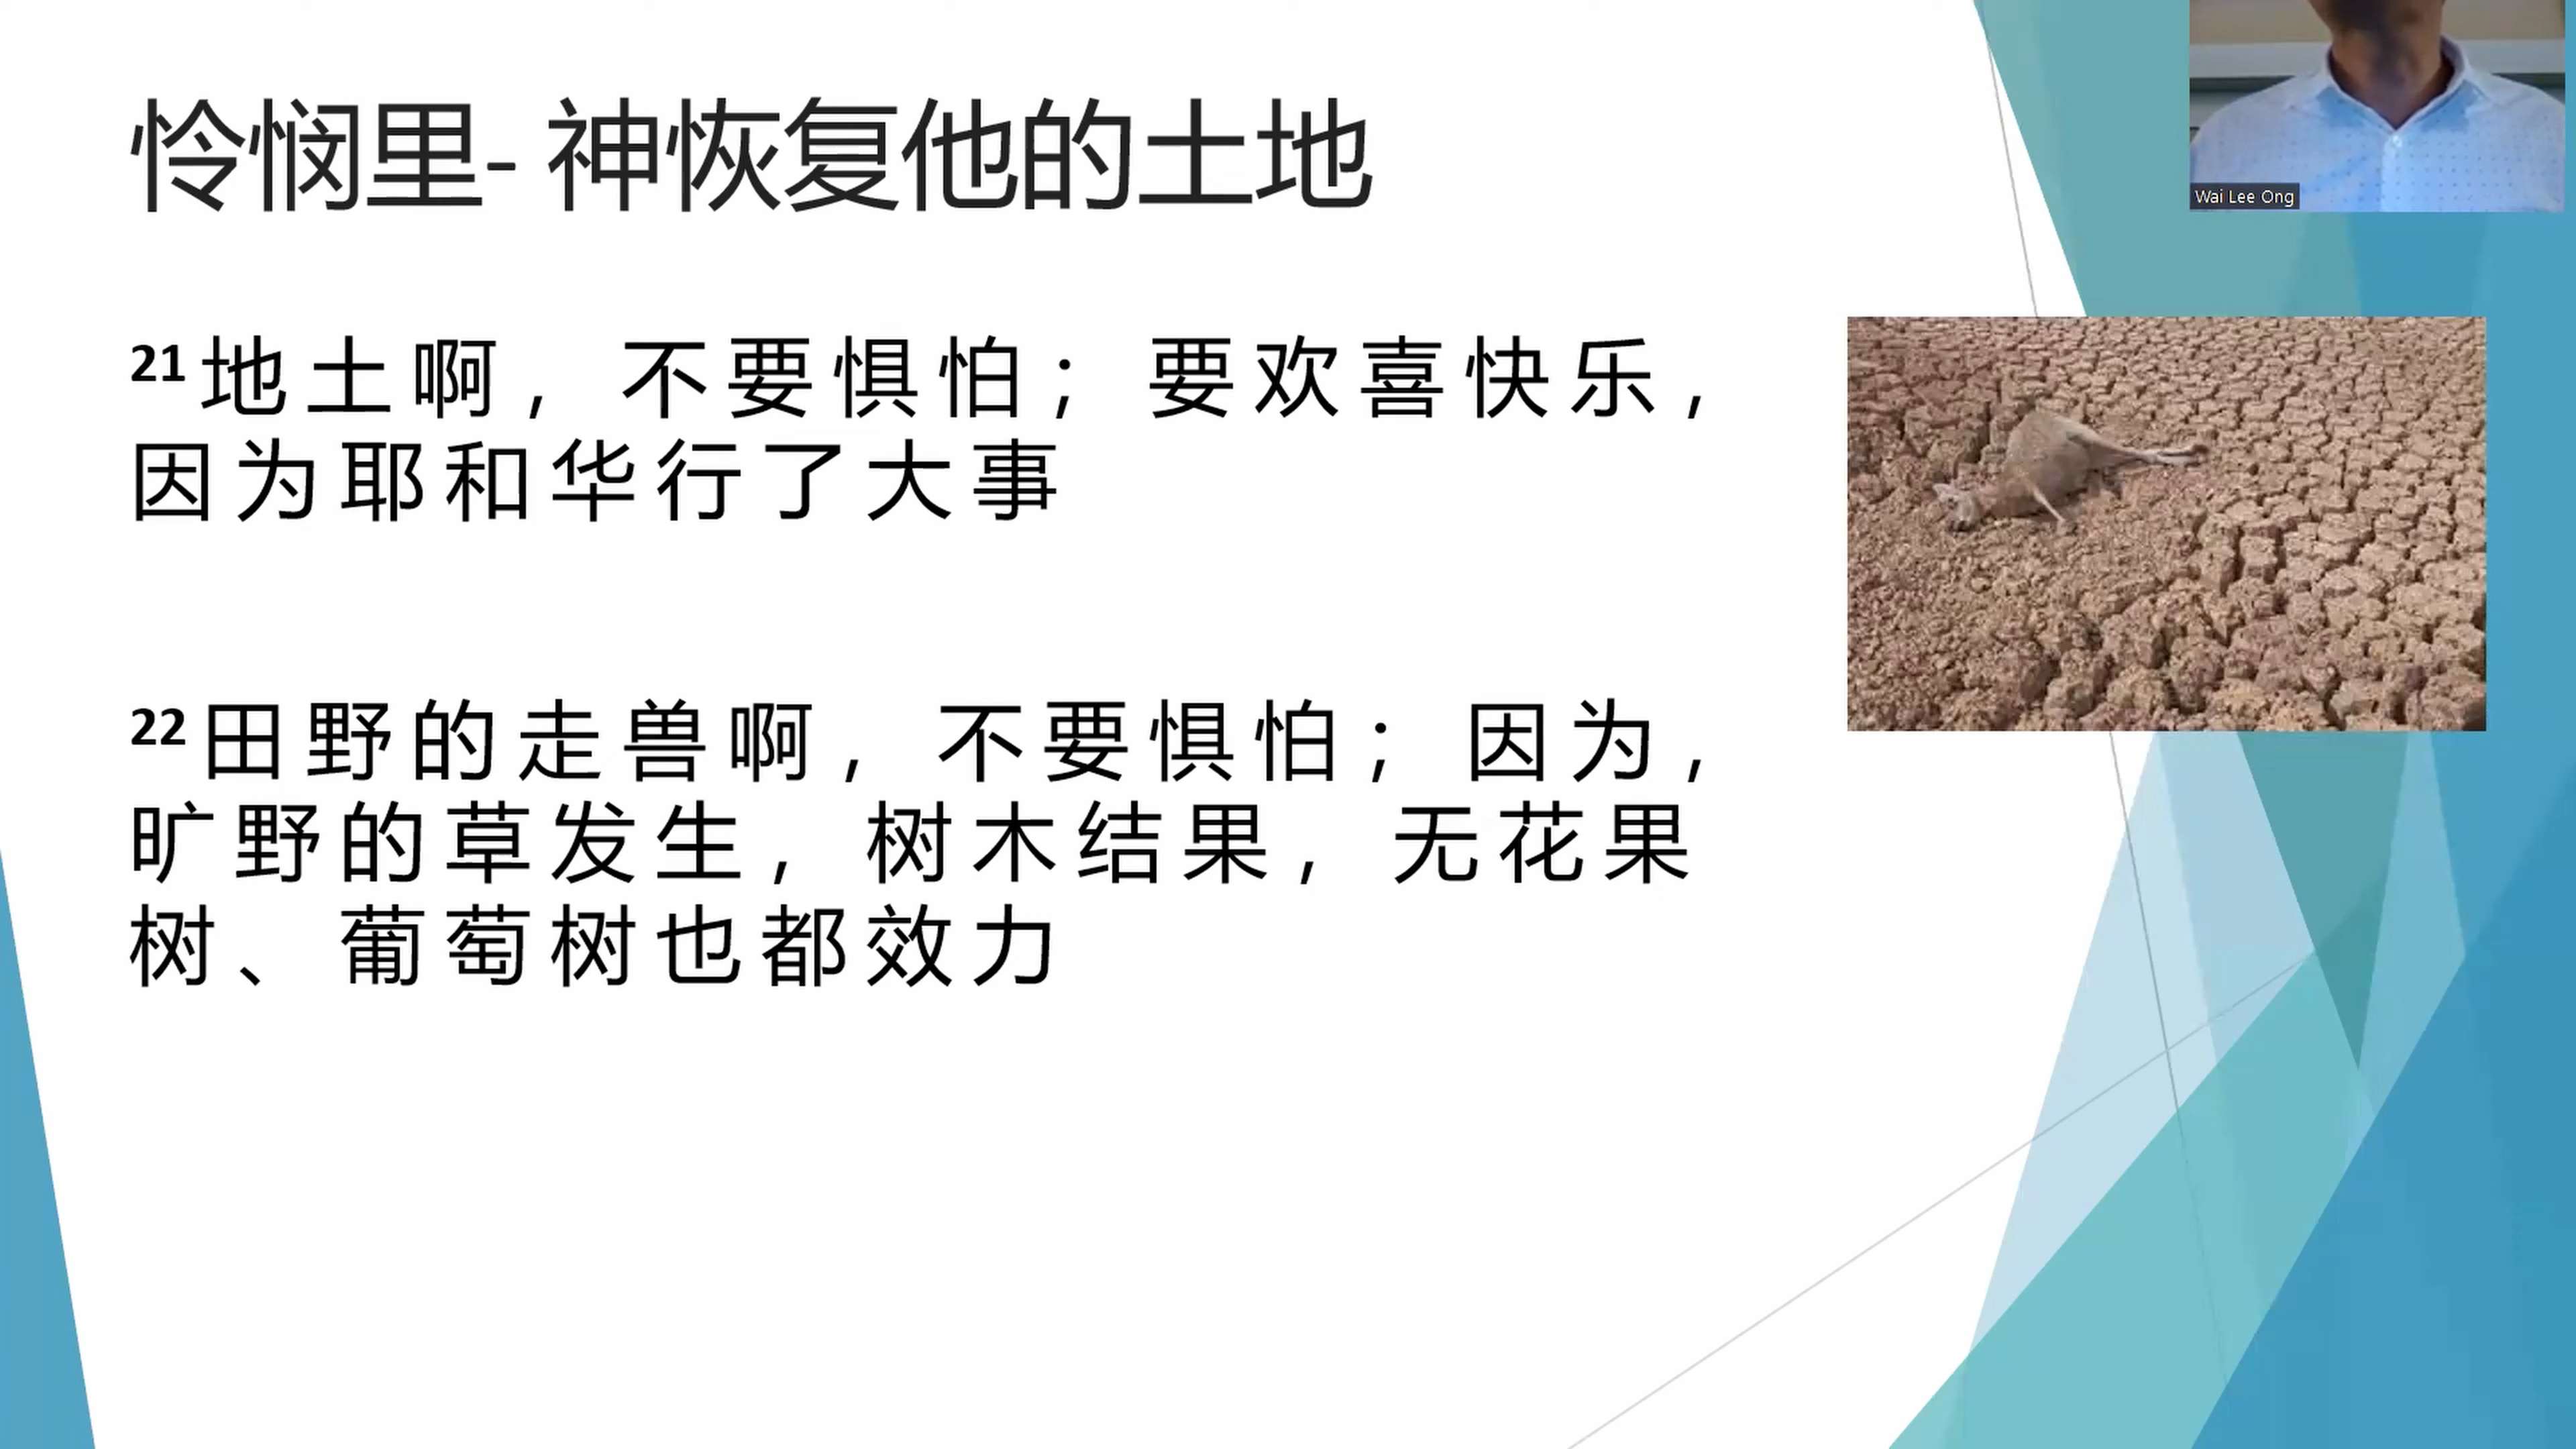 怜悯里- 神恢复他的土地
Wai Lee Ong
21地土啊，不要惧怕；要欢喜快乐，
因为耶和华行了大事
22田野的走兽啊，不要惧怕；因为，
旷野的草发生，树木结果，无花果
树、葡萄树也都效力